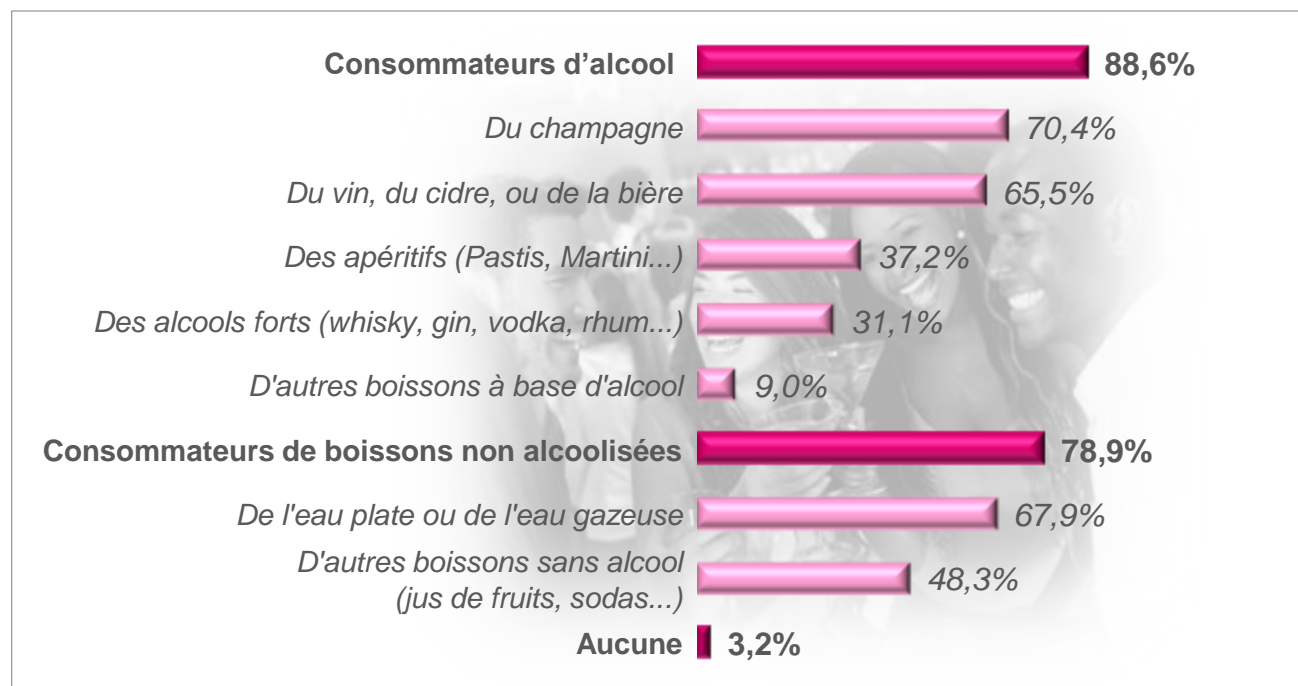 Consommateurs d’alcool 88,6%
Du champagne 70,4%
Du vin, du cidre, ou de la bière 65,5%
Des apéritifs (Pastis, Martini...) 37,2%
Des alcools forts (whisky, gin, vodka, rhum...) 31,1%
D'autres boissons à base d'alcool 9,0%
Consommateurs de boissons non alcoolisées 78,9%
De l'eau plate ou de l'eau gazeuse 67,9%
D'autres boissons sans alcool
(jus de fruits, sodas...) 48,3%
Aucune 3,2%